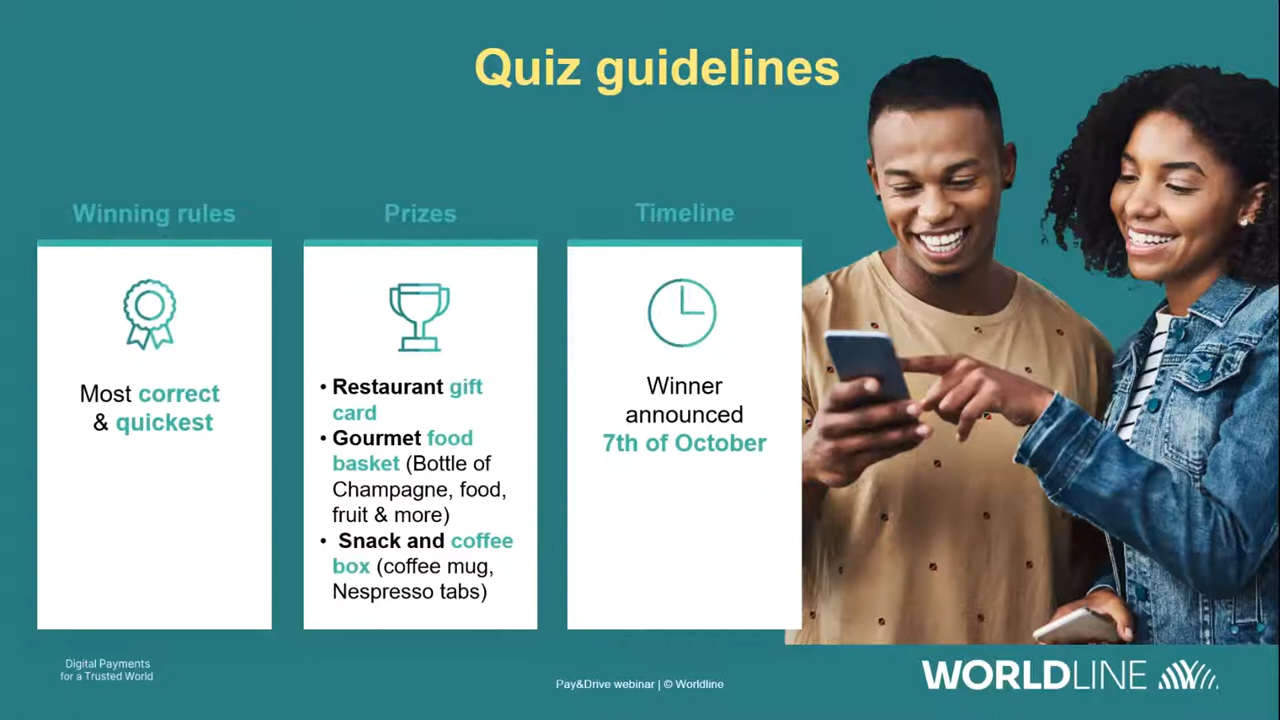 Quiz guidelines
Winning rules
Most correct
& quickest
Prizes
• Restaurant gift
card
• Gourmet food
basket (Bottle of
Champagne, food,
fruit & more)
• Snack and coffee
box (coffee mug,
Nespresso tabs)
Timeline
Winner
announced
7th of October
Digital Payments
for a Trusted World
Pay&Drive webinar | © Worldline
WORLDLINE